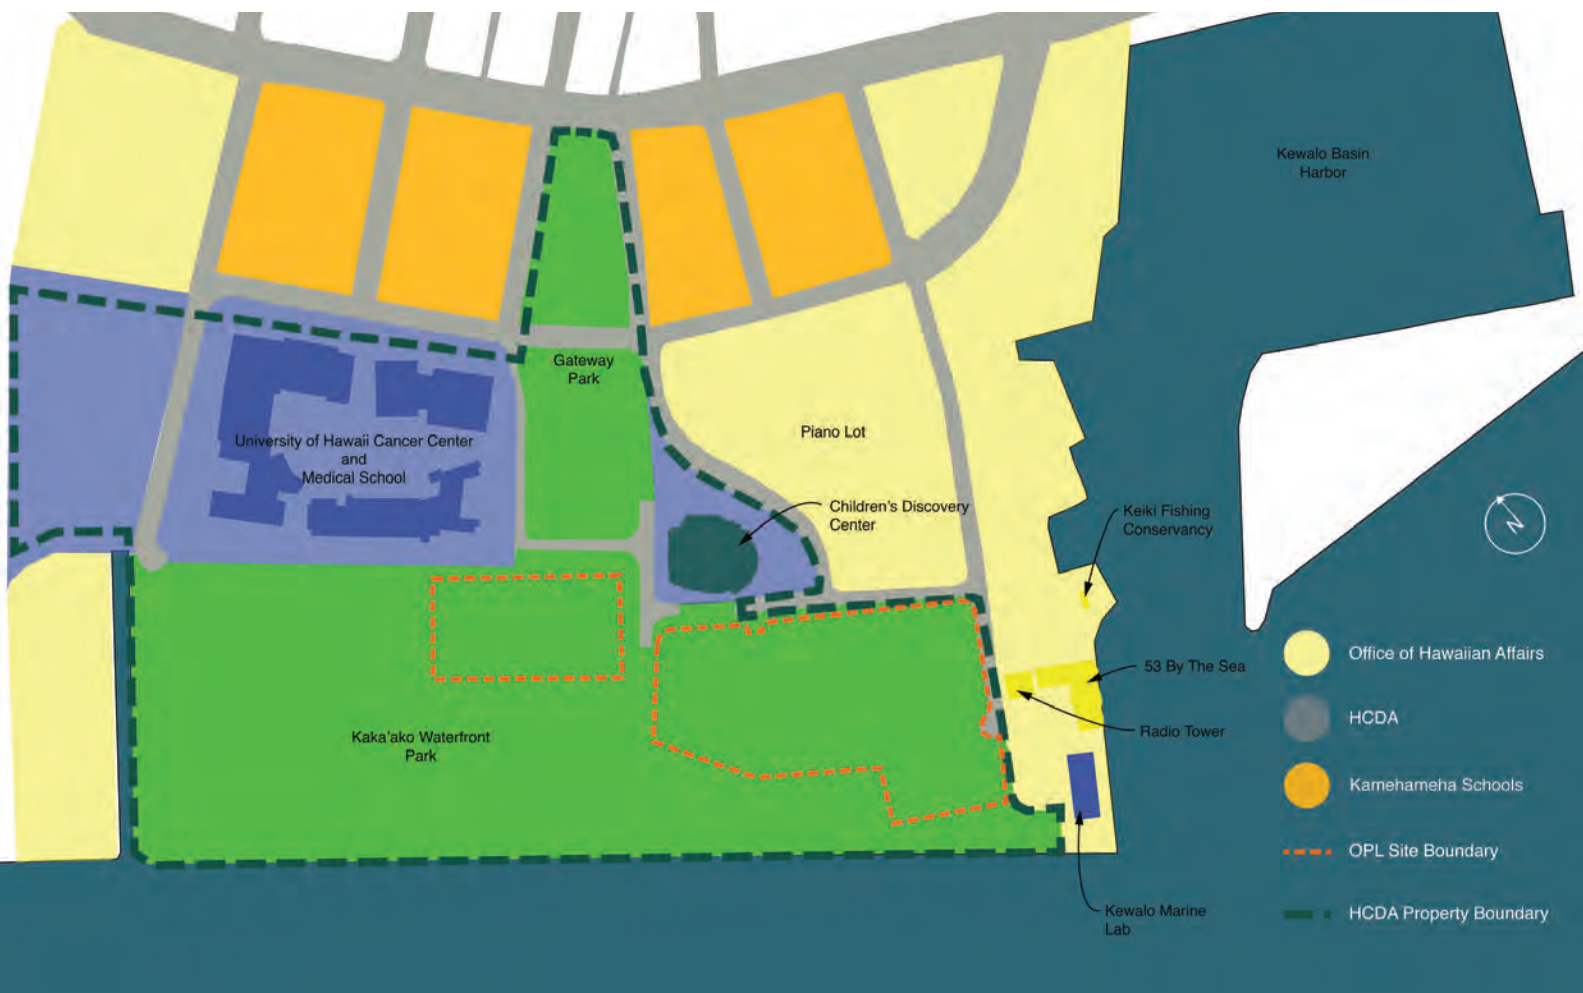 Kewalo Basin
Harbor
Gateway
Park
Piano Lot
University of Hawaii Cancer Center
and
Medical School
Children's Discovery
Center
Keiki Fishing
Conservancy
N
Office of Hawaiian Affairs
53 By The Sea
HCDA
Radio Tower
Kaka'ako Waterfront
Park
Kamehameha Schools
OPL Site Boundary
Kewalo Marine
Lab
HCDA Property Boundary